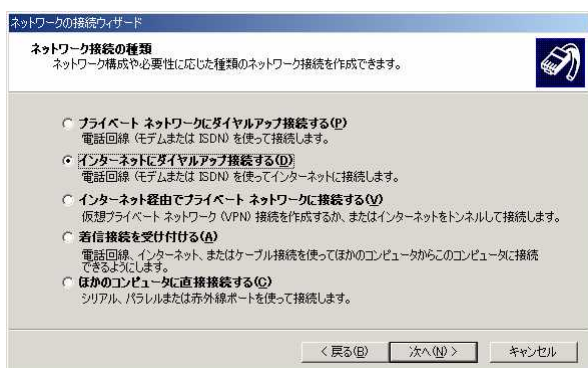 ネットワークの接続ウィザード
ネットワーク接続の種類
ネットワーク構成や必要性に応じた種類のネットワーク接続を作成できます。
プライベート ネットワークにダイヤルアップ接続する(P)
電話回線 (モデムまたは ISDN) を使って接続します。
インターネットにダイヤルアップ接続する(D)
電話回線 (モデムまたは ISDN) を使ってインターネットに接続します。
インターネット経由でプライベート ネットワークに接続する(V)
仮想プライベート ネットワーク (VPN) 接続を作成するか、またはインターネットをトンネルして接続します。
着信接続を受け付ける(A)
電話回線、インターネット、またはケーブル接続を使ってほかのコンピュータからこのコンピュータに接続
できるようにします。
ほかのコンピュータに直接接続する(C)
シリアル、パラレルまたは赤外線ポートを使って接続します。
< 戻る(B) 次へ(N) > キャンセル